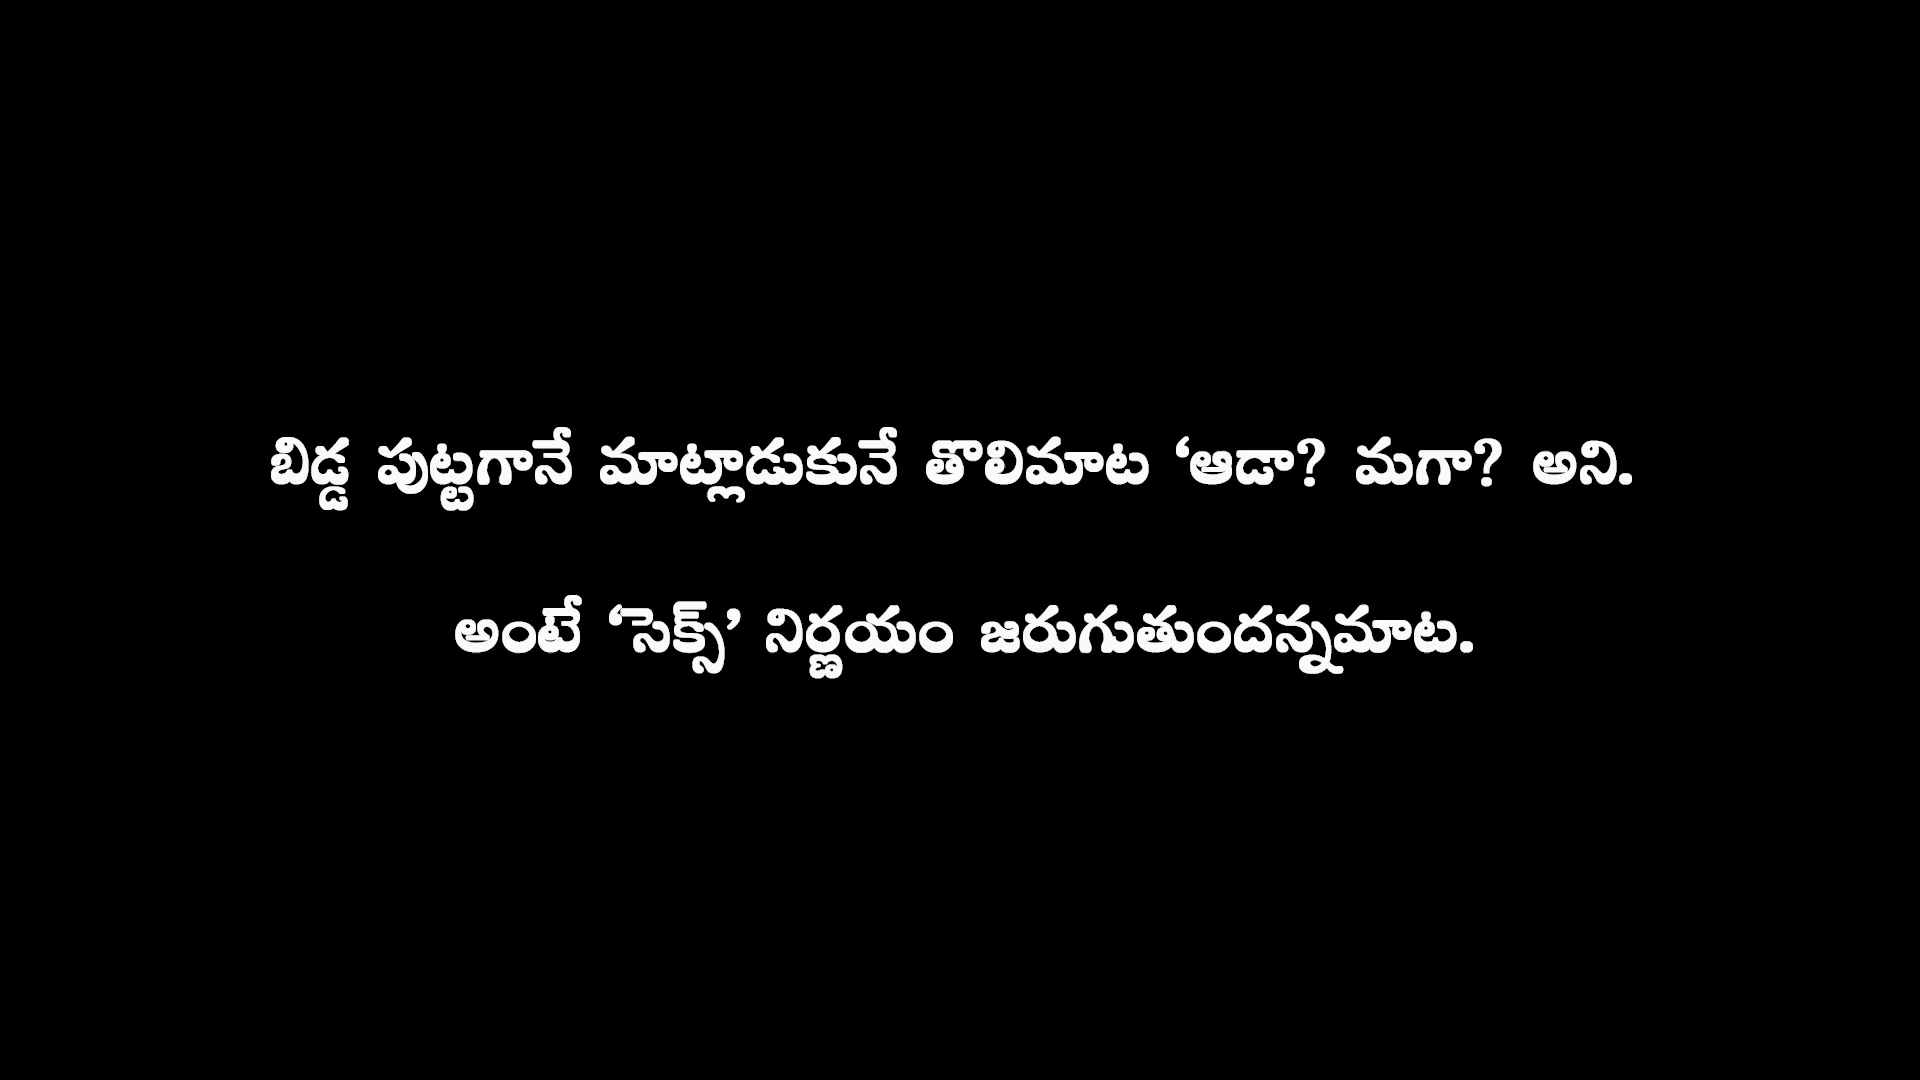 బిడ్డ పుట్టగానే మాట్లాడుకునే తొలిమాట ‘ఆడా? మగా? అని.
అంటే ‘సెక్స్’ నిర్ణయం జరుగుతుందన్నమాట.